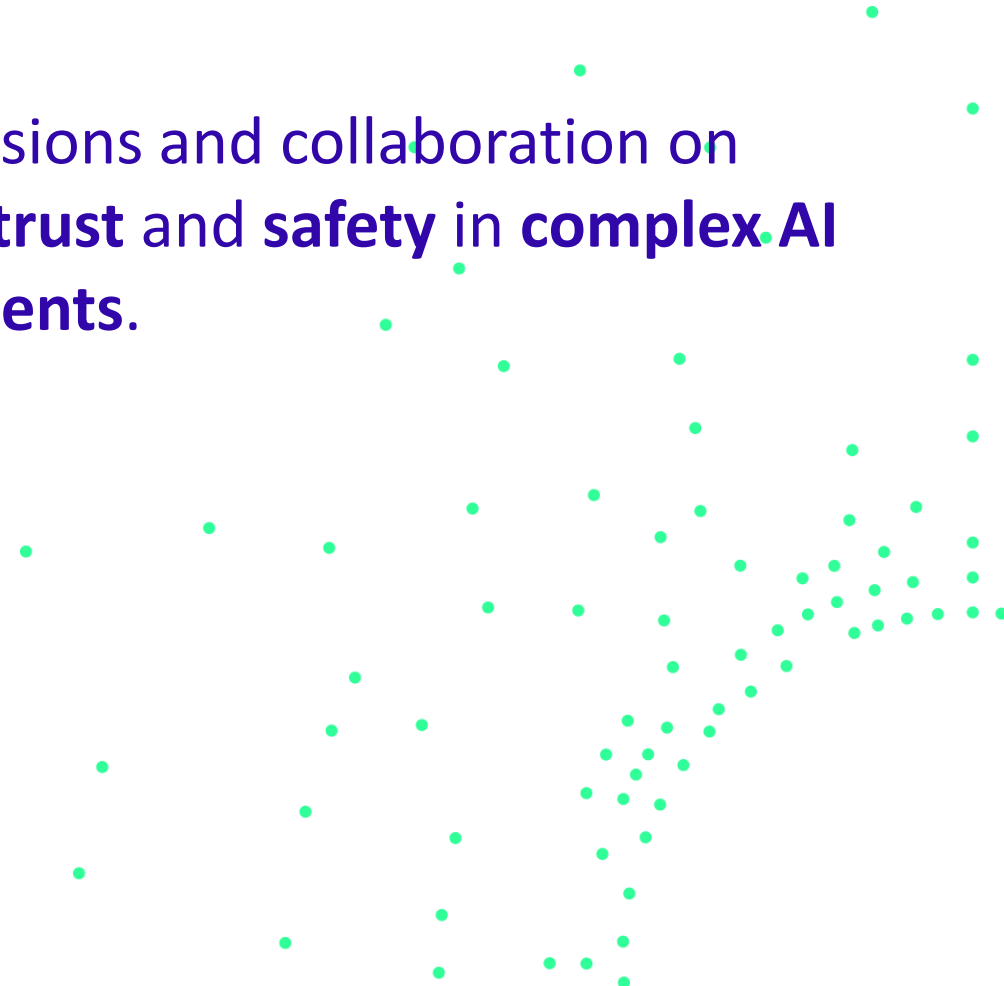 sions and collaboration on
trust and safety in complex AI
ents.